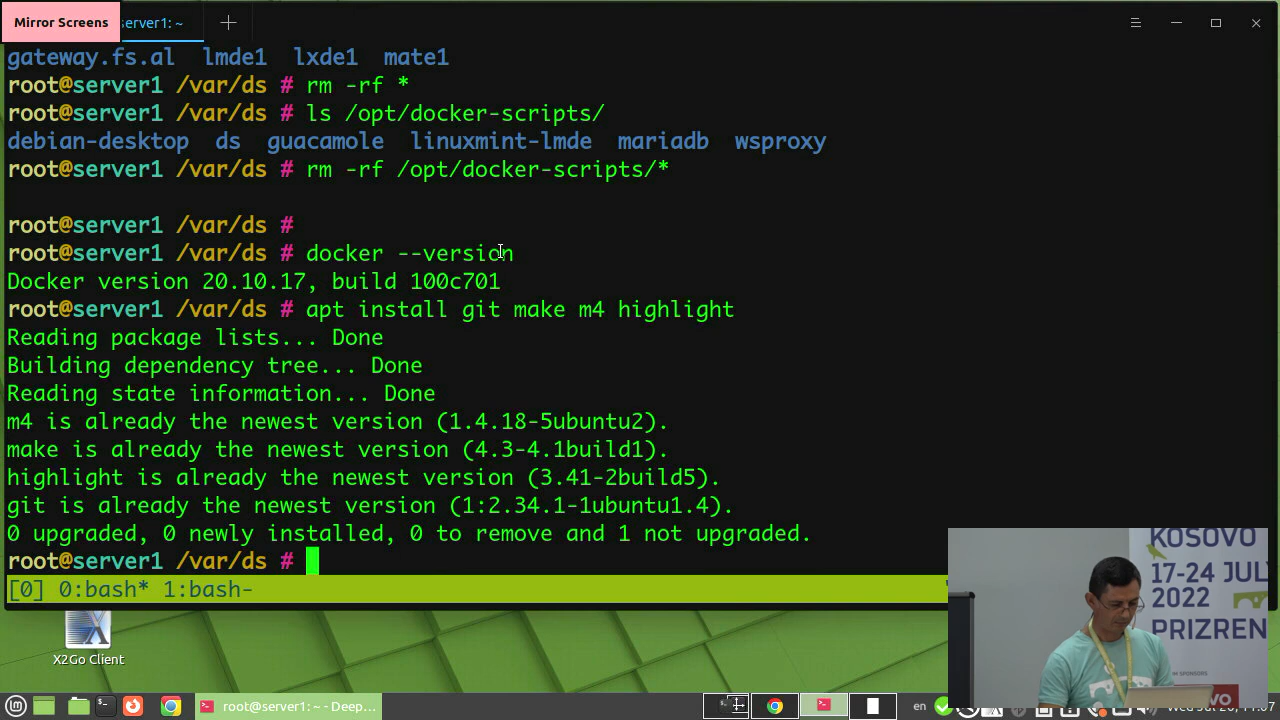 Mirror Screens
server1: ~
gateway.fs.al lmde1 lxde1 mate1
root@server1 /var/ds # rm -rf *
root@server1 /var/ds # ls /opt/docker-scripts/
debian-desktop ds guacamole linuxmint-lmde mariadb wsproxy
root@server1 /var/ds # rm -rf /opt/docker-scripts/*
root@server1 /var/ds #
root@server1 /var/ds # docker --version
Docker version 20.10.17, build 100c701
root@server1 /var/ds # apt install git make m4 highlight
Reading package lists... Done
Building dependency tree... Done
Reading state information... Done
m4 is already the newest version (1.4.18-5ubuntu2).
make is already the newest version (4.3-4.1build1).
highlight is already the newest version (3.41-2build5).
git is already the newest version (1:2.34.1-1ubuntu1.4).
0 upgraded, 0 newly installed, 0 to remove and 1 not upgraded.
root@server1 /var/ds #
[0] 0:bash* 1:bash-
KOSOVO
17-24 JUL
2022
PRIZREN
SPONSORS
X2Go Client
root@server1: ~ - Deep...
en